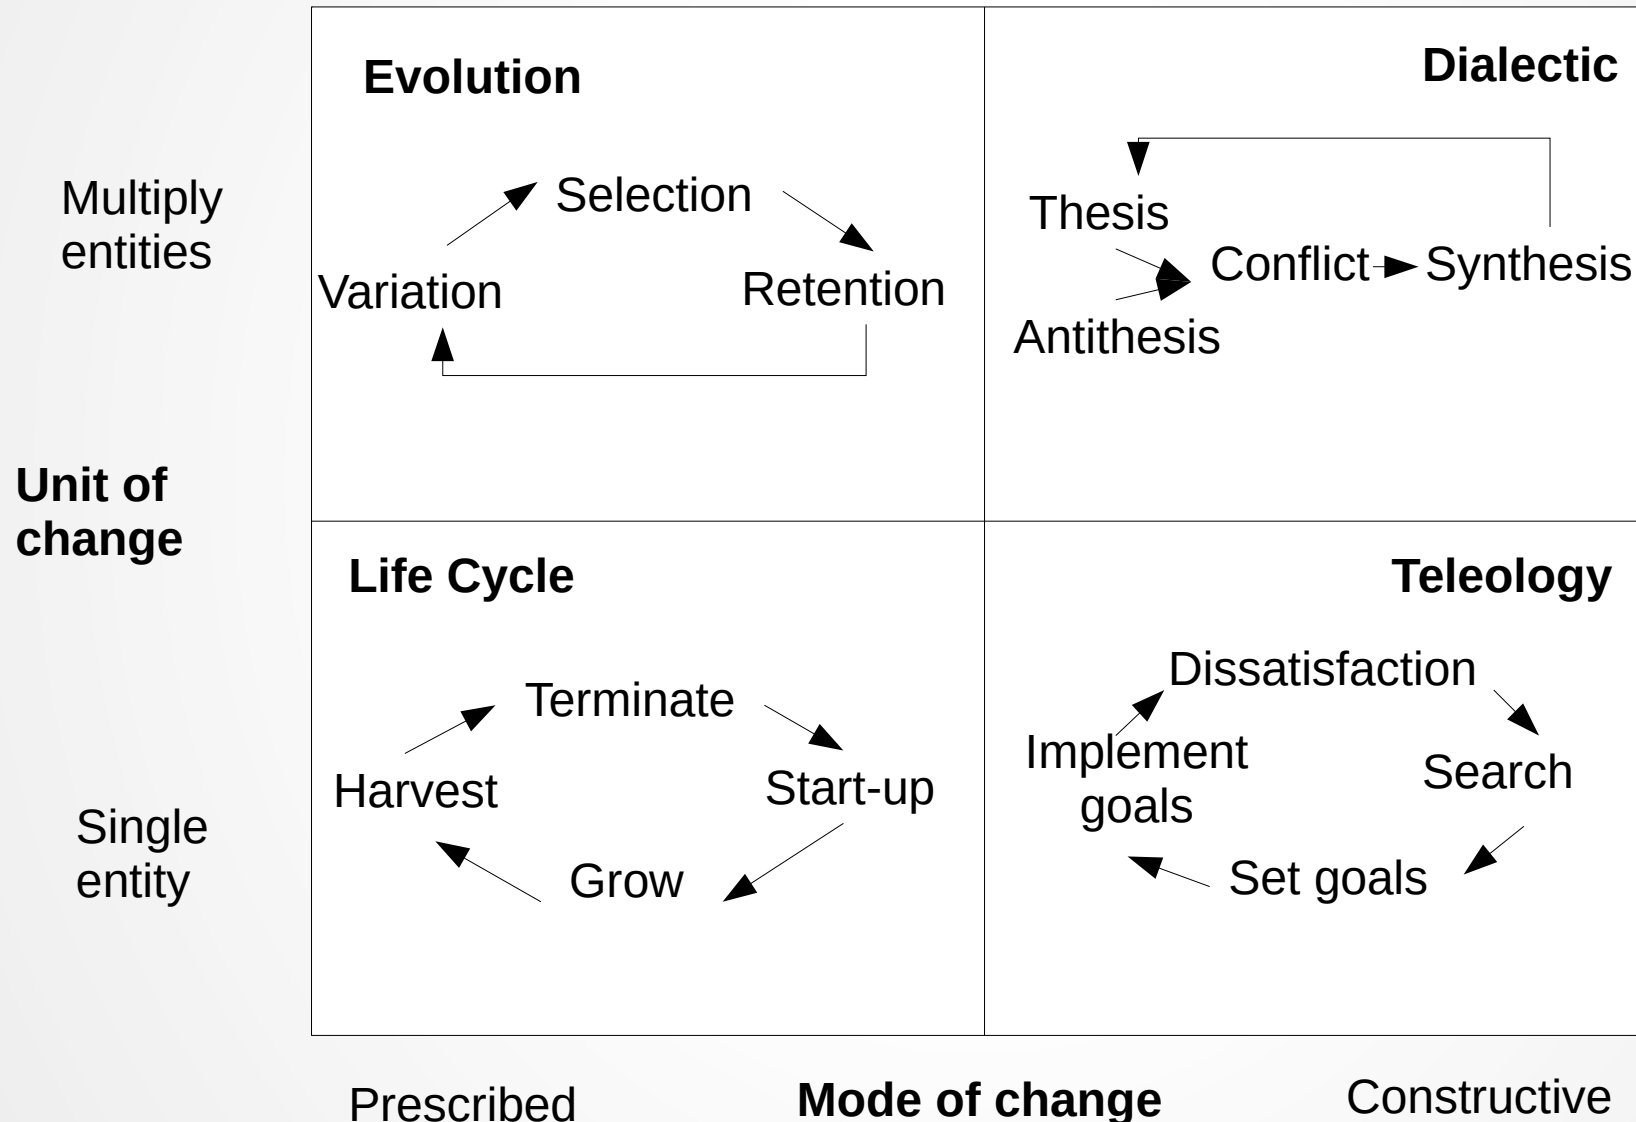 Evolution
Dialectic
Multiply
entities
Selection
Variation
Retention
Thesis
Conflict
Synthesis
Antithesis
Unit of
change
Life Cycle
Teleology
Single
entity
Terminate
Harvest
Start-up
Grow
Dissatisfaction
Implement
goals
Search
Set goals
Prescribed
Mode of change
Constructive